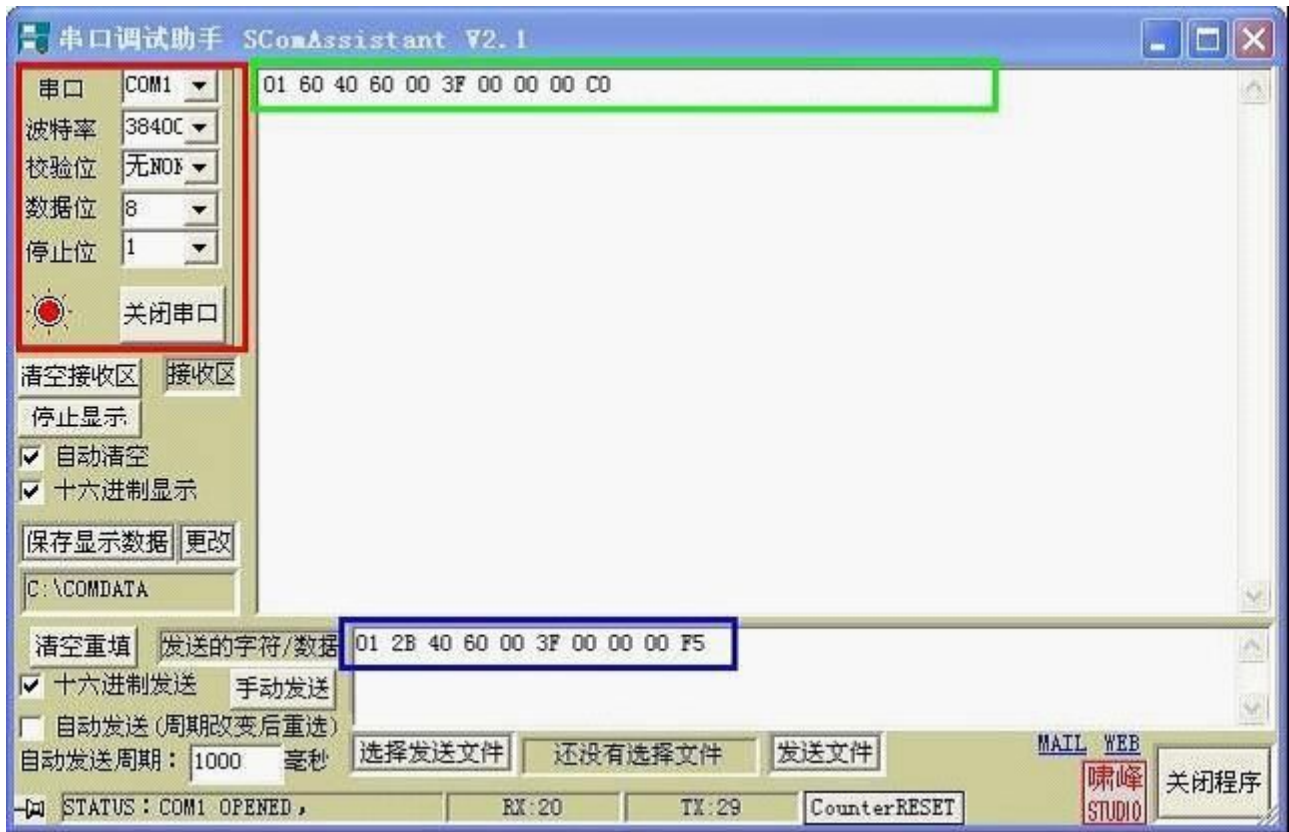 串口调试助手 SComAssistant V2.1
串口 COM1
01 60 40 60 00 3F 00 00 00 C0
波特率 38400
校验位 无NON
数据位 8
停止位 1
关闭串口
清空接收区 接收区
停止显示
自动清空
十六进制显示
保存显示数据 更改
C:\COMDATA
清空重填 发送的字符/数据 01 2B 40 60 00 3F 00 00 00 F5
十六进制发送 手动发送
自动发送(周期改变后重选)
自动发送周期: 1000 毫秒 选择发送文件 还没有选择文件 发送文件 MAIL WEB
啸峰
STUDIO
关闭程序
STATUS:COM1 OPENED, RX:20 TX:29 CounterRESET